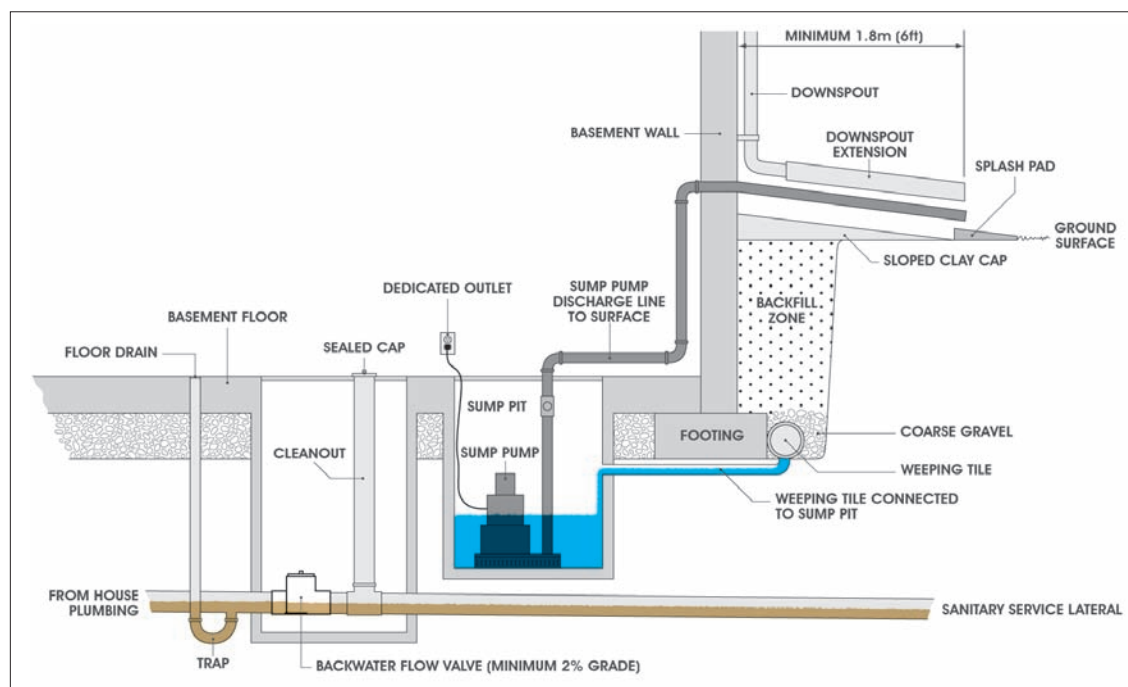 MINIMUM 1.8m (6ft)
DOWNSPOUT
BASEMENT WALL
DOWNSPOUT
EXTENSION
SPLASH PAD
GROUND
SURFACE
SLOPED CLAY CAP
DEDICATED OUTLET
SUMP PUMP
DISCHARGE LINE
TO SURFACE
BACKFILL
ZONE
BASEMENT FLOOR
FLOOR DRAIN
SEALED CAP
SUMP PIT
CLEANOUT
SUMP PUMP
FOOTING
COARSE GRAVEL
WEEPING TILE
WEEPING TILE CONNECTED
TO SUMP PIT
FROM HOUSE
PLUMBING
SANITARY SERVICE LATERAL
TRAP
BACKWATER FLOW VALVE (MINIMUM 2% GRADE)